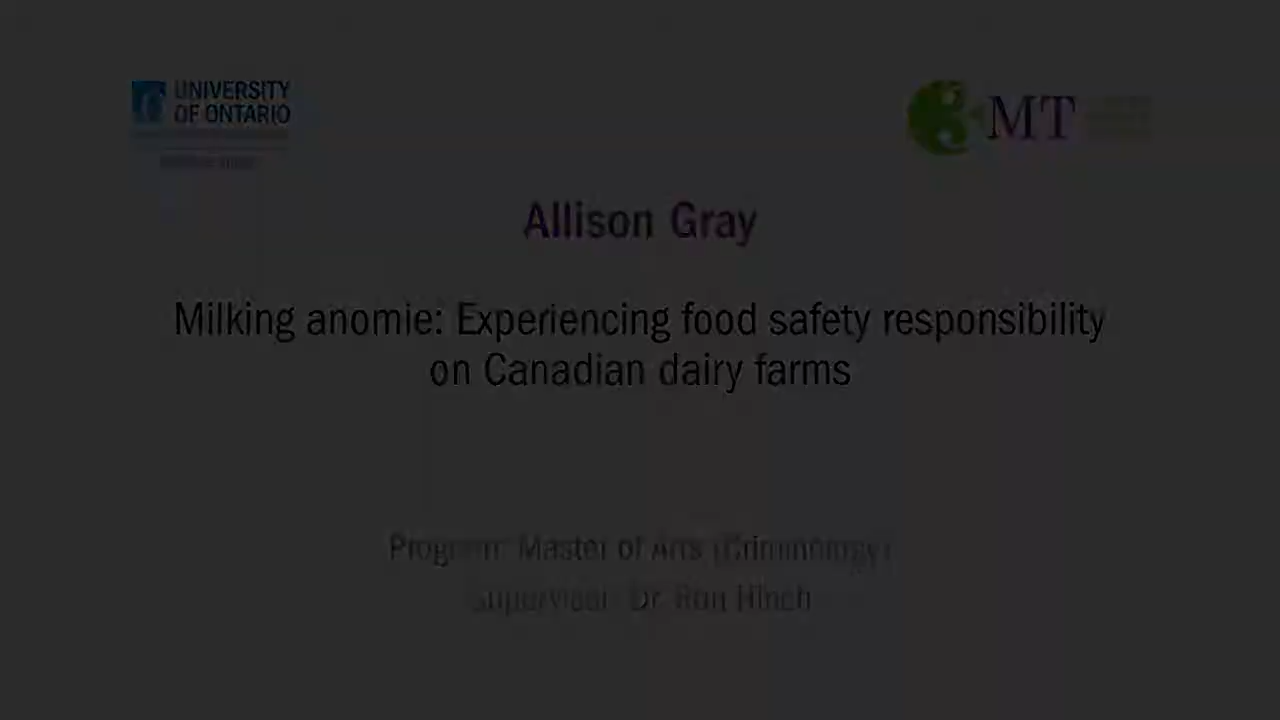 UNIVERSITY
OF ONTARIO
MT
Allison Gray
Milking anomie: Experiencing food safety responsibility
on Canadian dairy farms
Program: Master of Arts (Criminology)
Supervisor: Dr. Ron Hinch